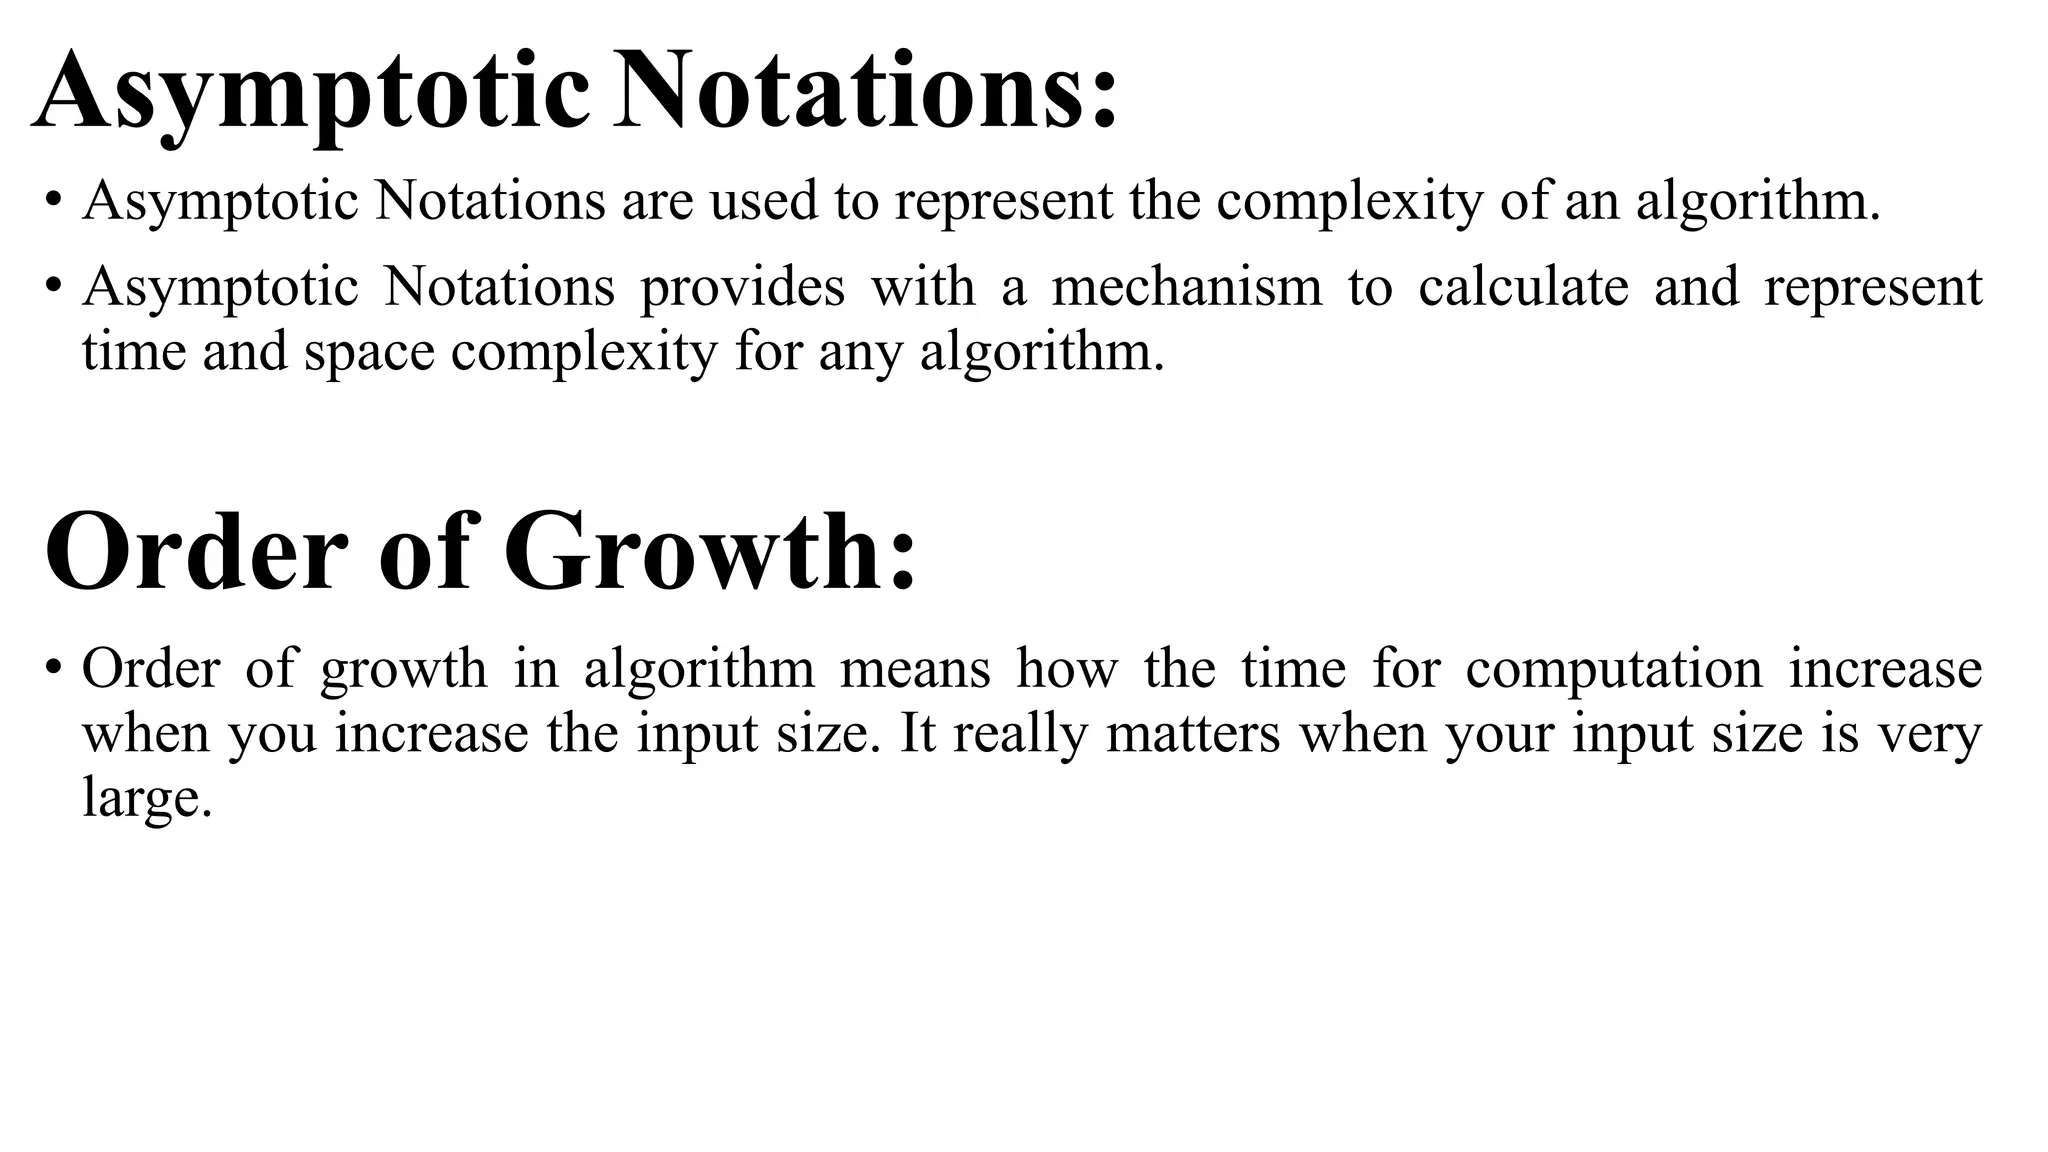 Asymptotic Notations:
• Asymptotic Notations are used to represent the complexity of an algorithm.
• Asymptotic Notations provides with a mechanism to calculate and represent
time and space complexity for any algorithm.
Order of Growth:
• Order of growth in algorithm means how the time for computation increase
when you increase the input size. It really matters when your input size is very
large.